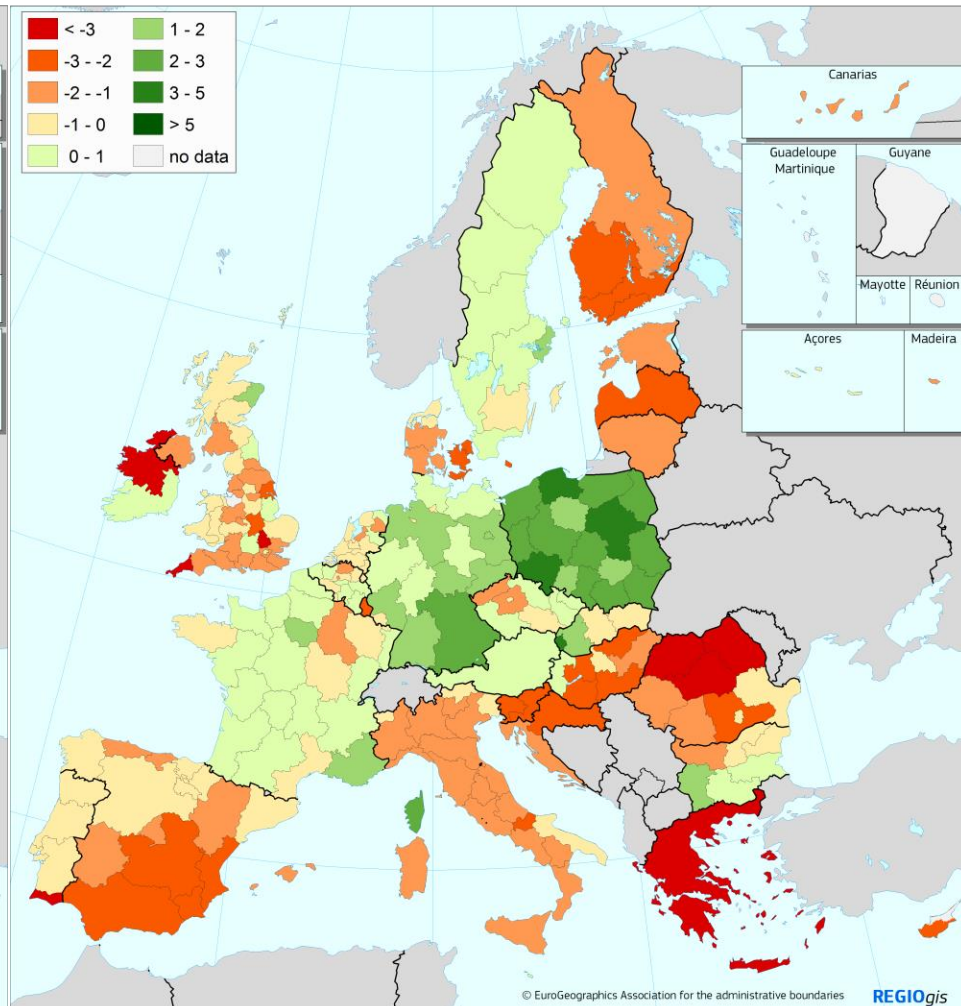 < -3
-3 - -2
-2 - -1
-1 - 0
0 - 1
1 - 2
2 - 3
3 - 5
> 5
no data
Canarias
Guadeloupe
Martinique
Guyane
Mayotte
Réunion
Açores
Madeira
© EuroGeographics Association for the administrative boundaries
REGIOgis